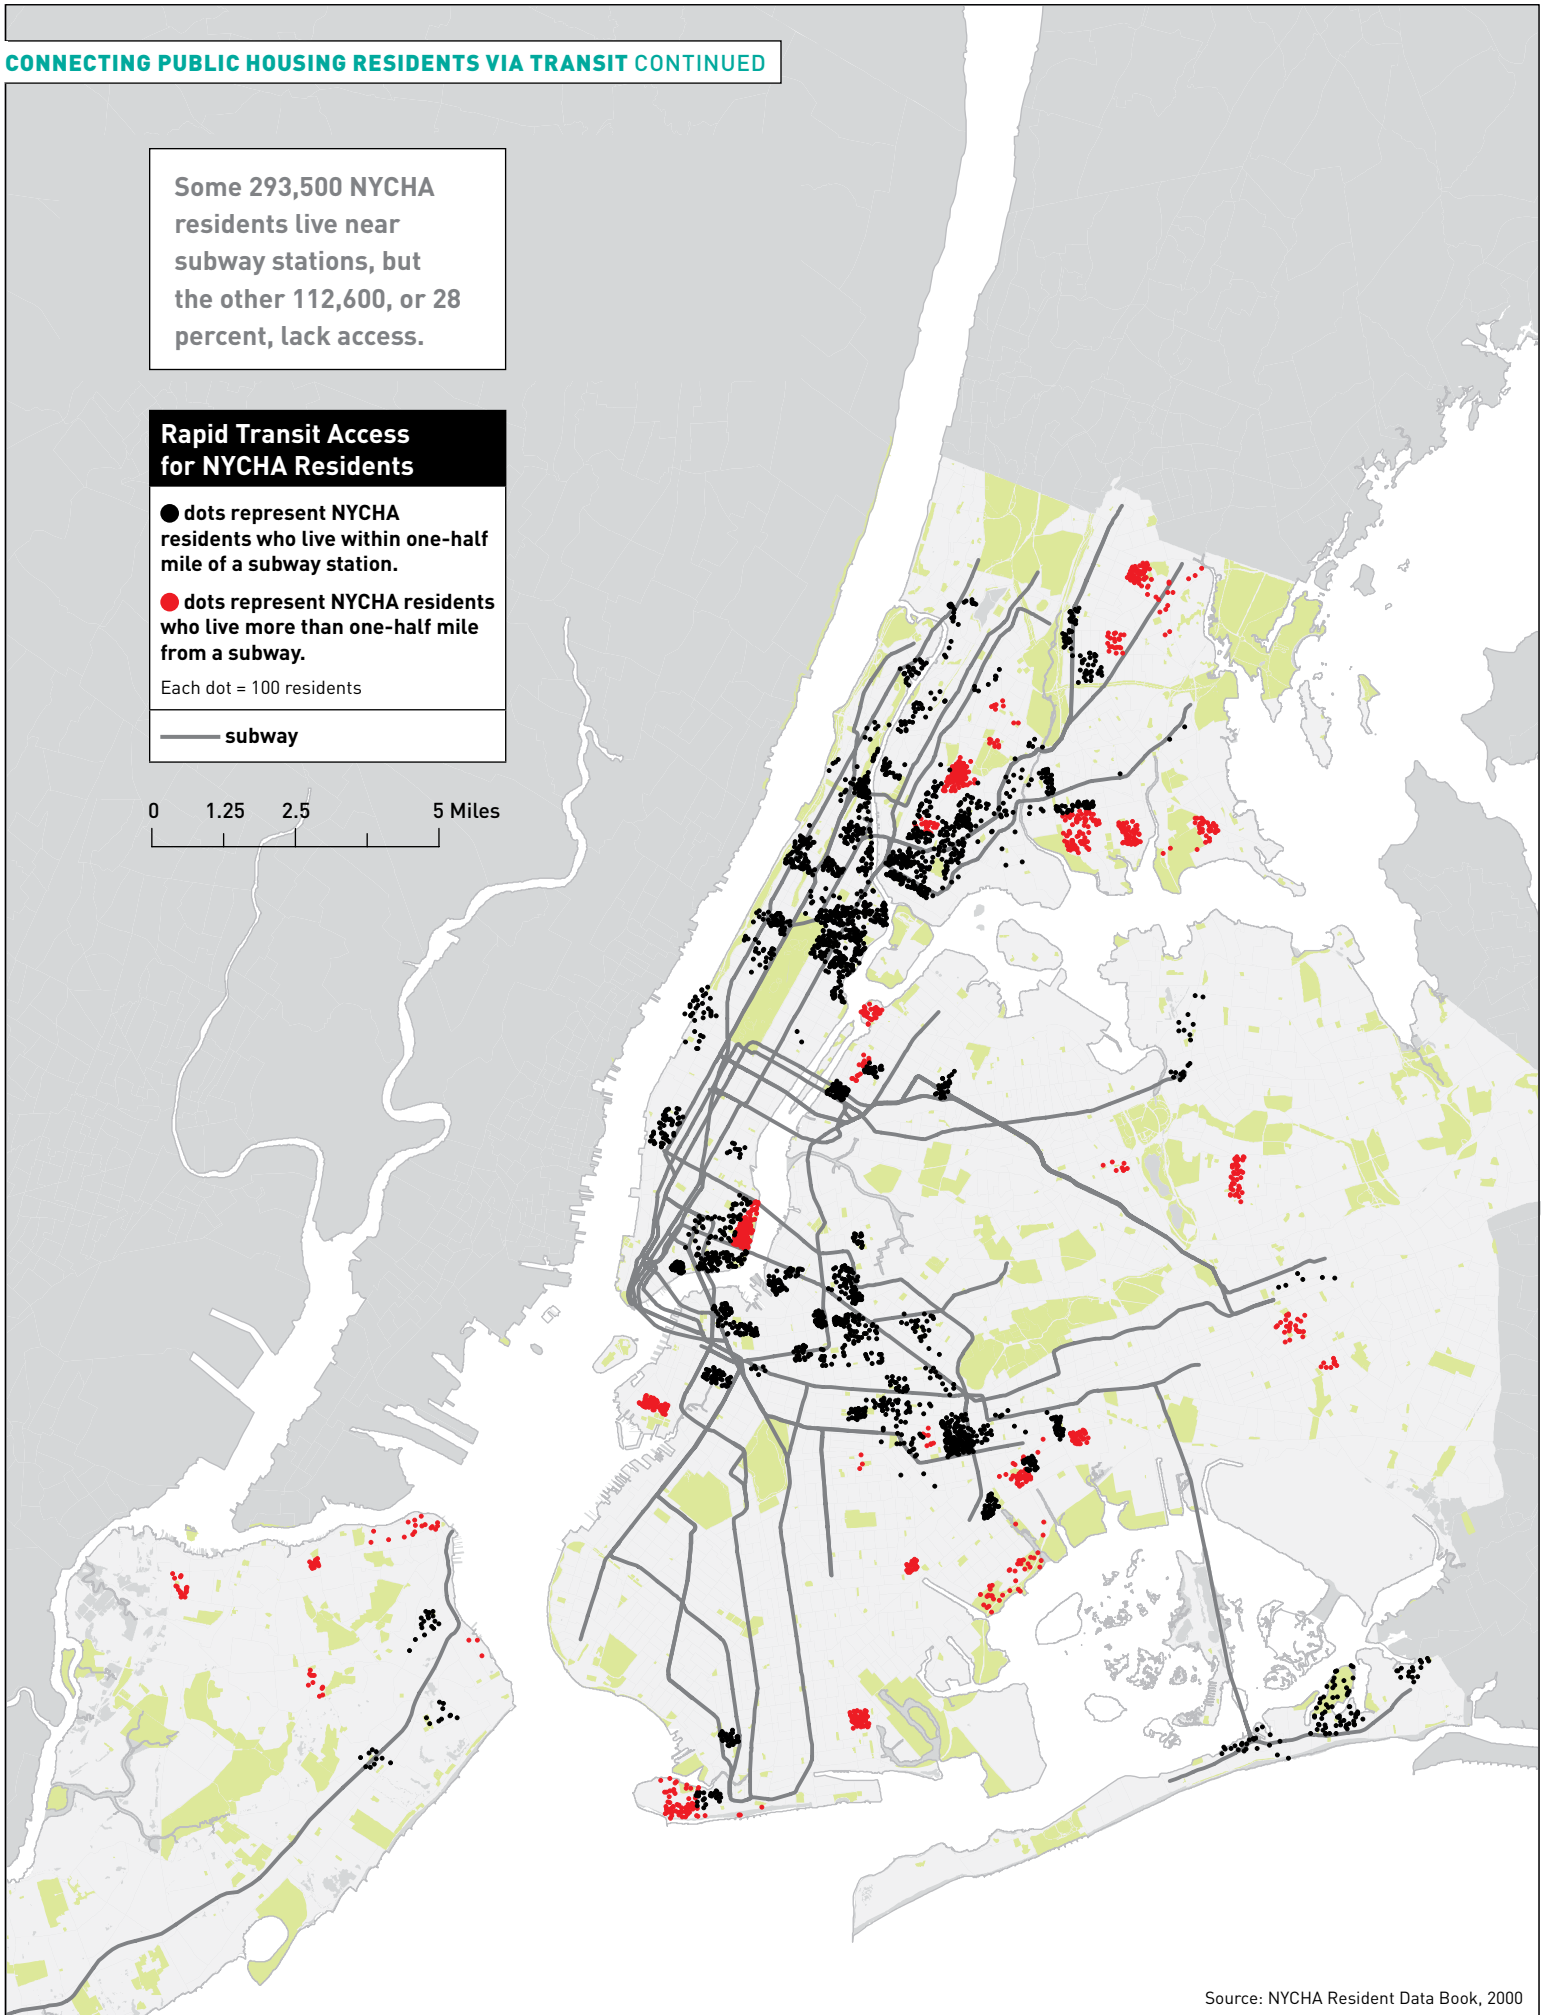 CONNECTING PUBLIC HOUSING RESIDENTS VIA TRANSIT CONTINUED
Some 293,500 NYCHA
residents live near
subway stations, but
the other 112,600, or 28
percent, lack access.
Rapid Transit Access
for NYCHA Residents
dots represent NYCHA
residents who live within one-half
mile of a subway station.
dots represent NYCHA residents
who live more than one-half mile
from a subway.
Each dot = 100 residents
subway
0 1.25 2.5 5 Miles
Source: NYCHA Resident Data Book, 2000